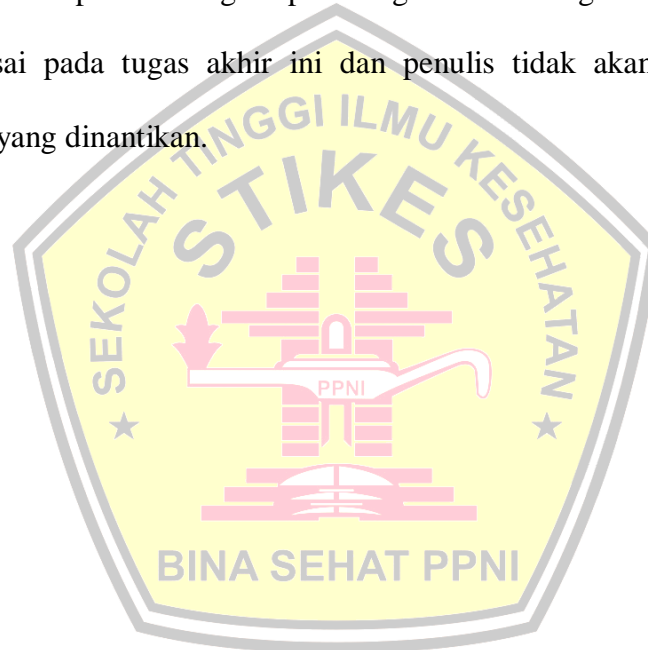 sai pada tugas akhir ini dan penulis tidak akan
yang dinantikan.
SEKOLAH TINGGI ILMU KESEHATAN
STIKES
PPNI
BINA SEHAT PPNI